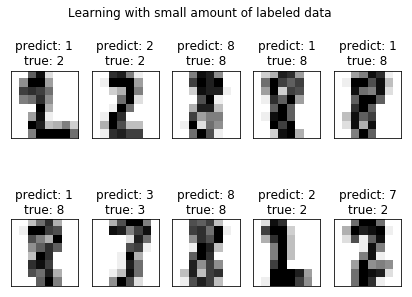 Learning with small amount of labeled data
predict: 1
true: 2
predict: 2
true: 2
predict: 8
true: 8
predict: 1
true: 8
predict: 1
true: 8
predict: 1
true: 8
predict: 3
true: 3
predict: 8
true: 8
predict: 2
true: 2
predict: 7
true: 2